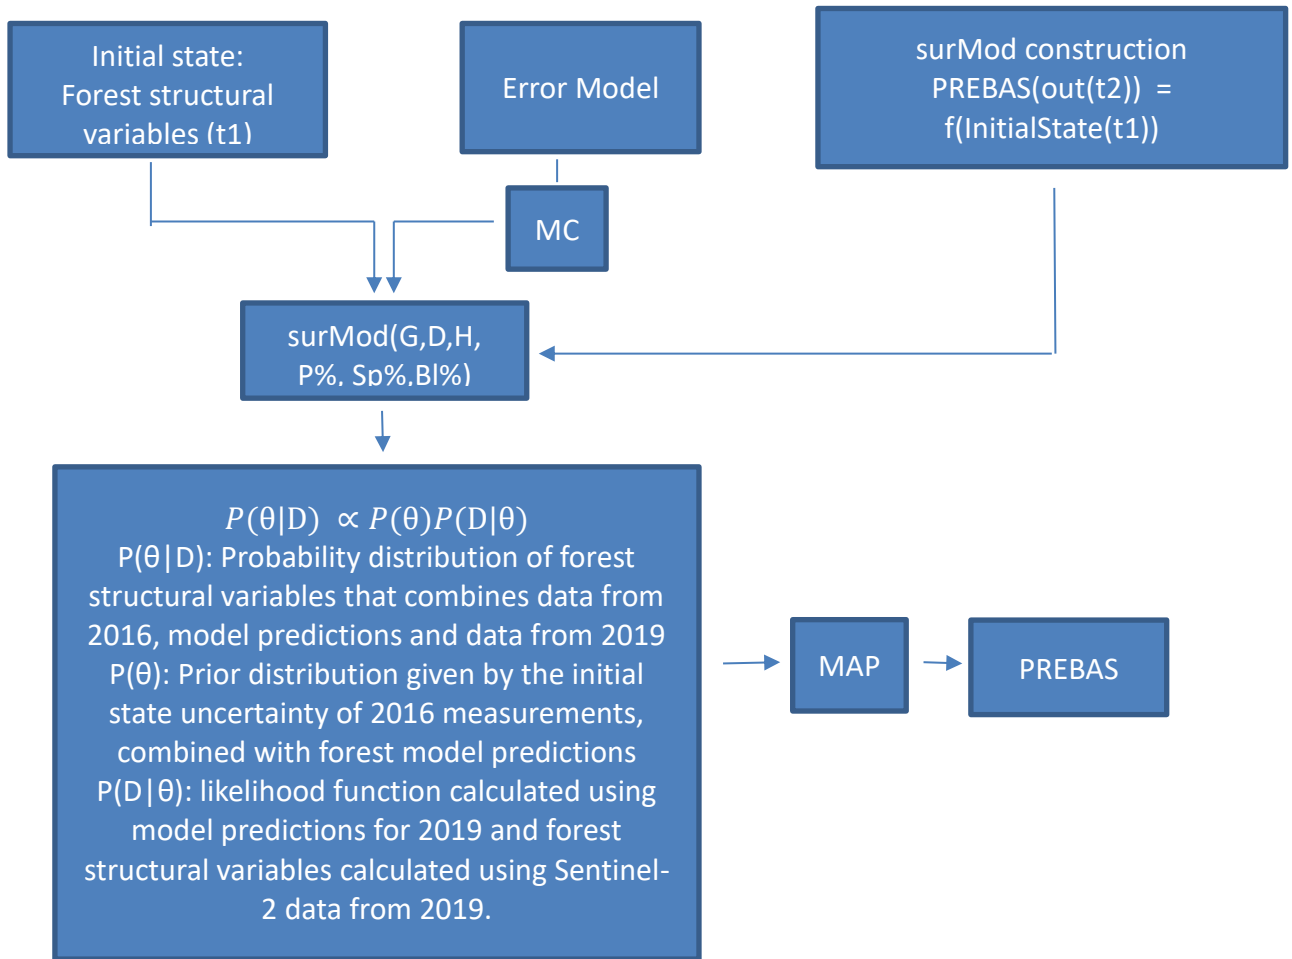 Initial state:
Forest structural
variables (t1)
Error Model
surMod construction
PREBAS(out(t2)) =
f(InitialState(t1))
MC
surMod(G,D,H,
P%, Sp%,Bl%)
P(θ|D) ∝ P(θ)P(D|θ)
P(θ|D): Probability distribution of forest
structural variables that combines data from
2016, model predictions and data from 2019
P(θ): Prior distribution given by the initial
state uncertainty of 2016 measurements,
combined with forest model predictions
P(D|θ): likelihood function calculated using
model predictions for 2019 and forest
structural variables calculated using Sentinel-
2 data from 2019.
MAP
PREBAS